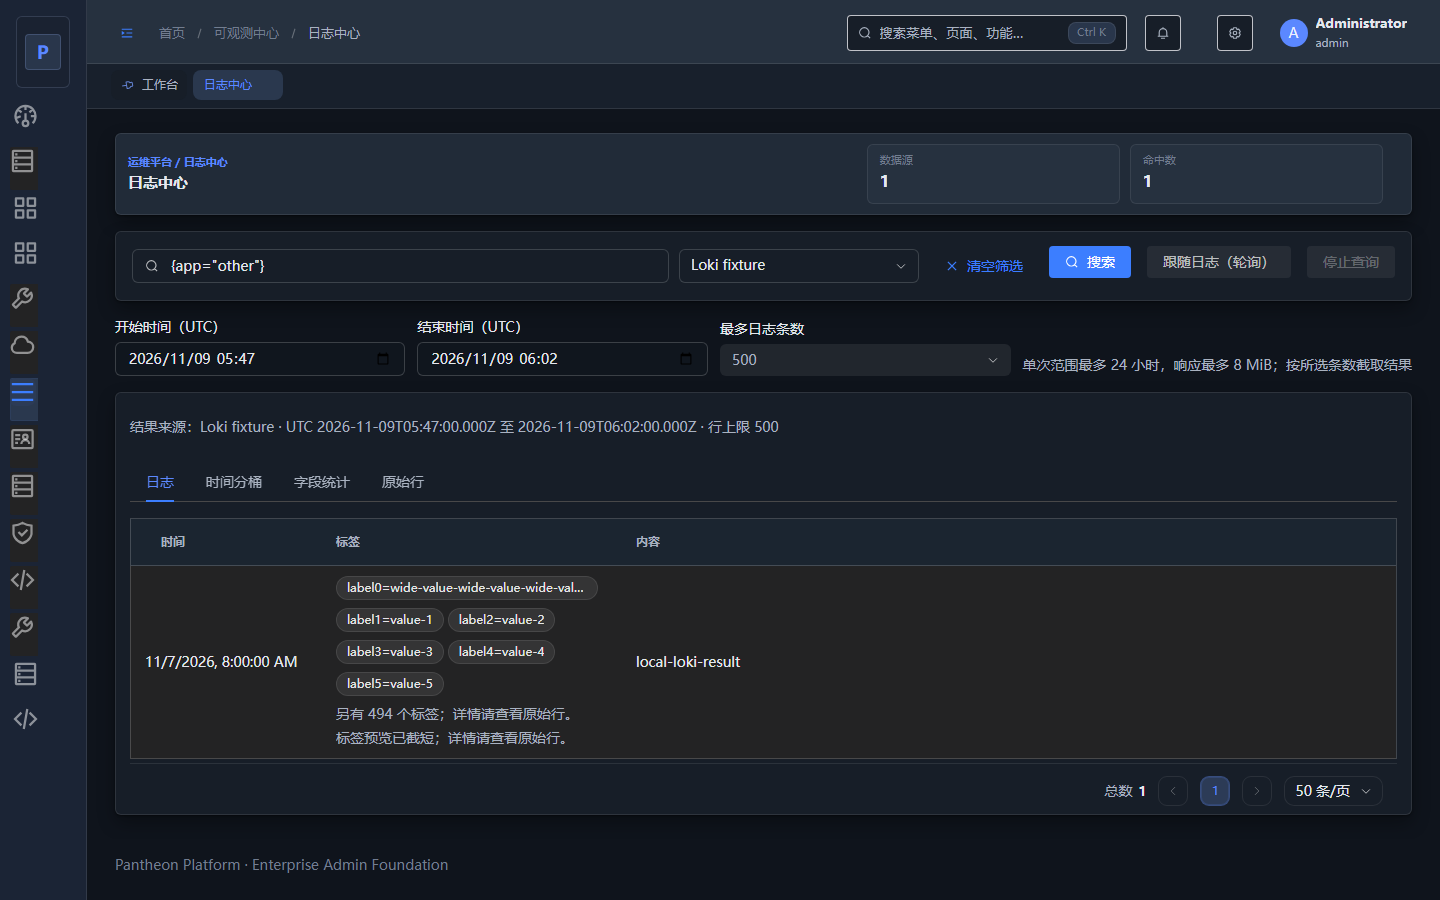 P
首页 / 可观测中心 / 日志中心
搜索菜单、页面、功能... Ctrl K
A
Administrator
admin
工作台
日志中心
运维平台 / 日志中心
日志中心
数据源
1
命中数
1
{app="other"}
Loki fixture
清空筛选
搜索
跟随日志（轮询）
停止查询
开始时间（UTC）
2026/11/09 05:47
结束时间（UTC）
2026/11/09 06:02
最多日志条数
500
单次范围最多 24 小时，响应最多 8 MiB；按所选条数截取结果
结果来源：Loki fixture · UTC 2026-11-09T05:47:00.000Z 至 2026-11-09T06:02:00.000Z · 行上限 500
日志 时间分桶 字段统计 原始行
时间 标签 内容
11/7/2026, 8:00:00 AM
label0=wide-value-wide-value-wide-val...
label1=value-1 label2=value-2
label3=value-3 label4=value-4
label5=value-5
另有 494 个标签；详情请查看原始行。
标签预览已截短；详情请查看原始行。
local-loki-result
总数 1
1
50 条/页
Pantheon Platform · Enterprise Admin Foundation